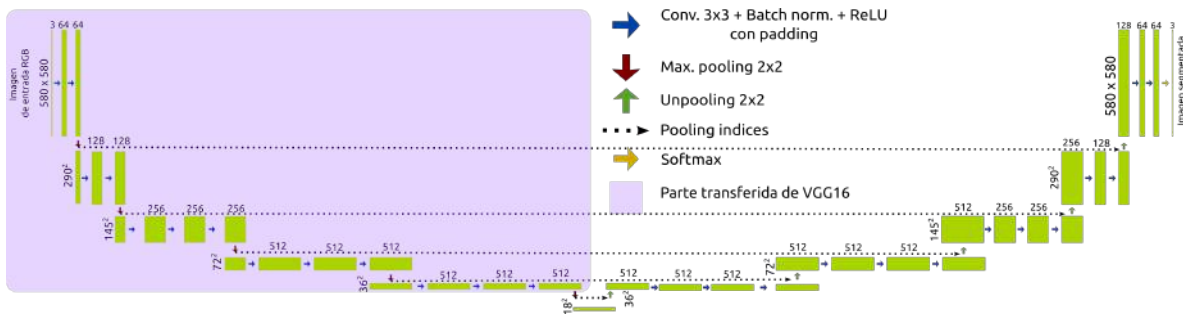 3 64 64
Imagen
de entrada RGB
580 x 580
128 128
290²
256 256 256
145²
512 512 512
72²
512 512 512
36²
18²
Conv. 3x3 + Batch norm. + ReLU
con padding
Max. pooling 2x2
Unpooling 2x2
Pooling indices
Softmax
Parte transferida de VGG16
512 512 512
36²
512 512 512
72²
512 256 256
145²
256 128
290²
128 64 64 3
580 x 580
Imagen segmentada